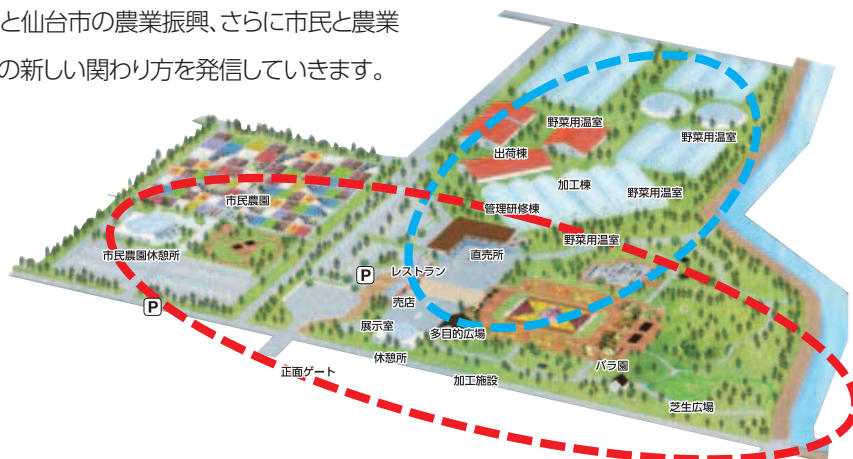 と仙台市の農業振興、さらに市民と農業
の新しい関わり方を発信していきます。
野菜用温室
野菜用温室
出荷棟
加工棟
野菜用温室
市民農園
管理研修棟
野菜用温室
市民農園休憩所
直売所
P
レストラン
P
売店
展示室
多目的広場
休憩所
バラ園
正面ゲート
加工施設
芝生広場